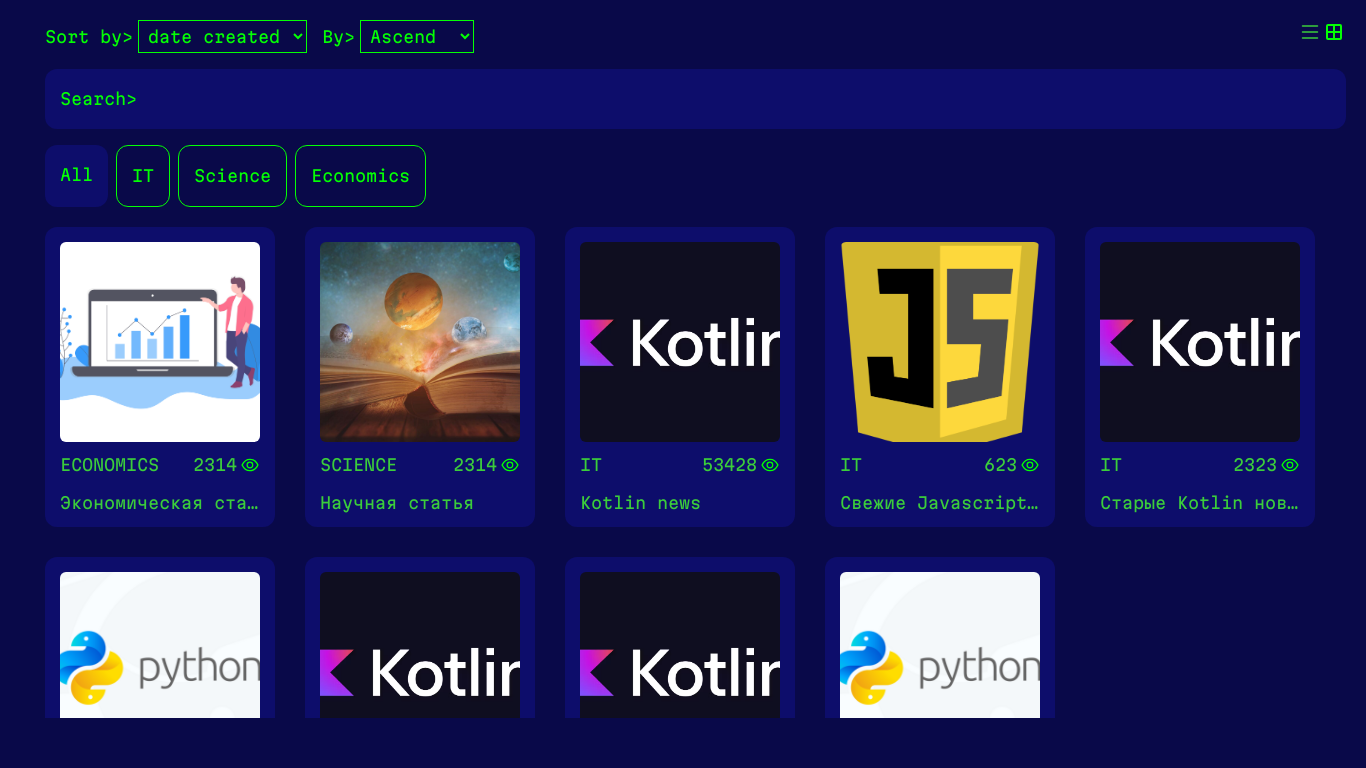 Sort by> date created By> Ascend
Search>
All IT Science Economics
JS
Kotlin
Kotlin
ECONOMICS 2314
SCIENCE 2314
IT 53428
IT 623
IT 2323
Экономическая ста…
Научная статья
Kotlin news
Свежие Javascript…
Старые Kotlin нов…
python
Kotlin
Kotlin
python